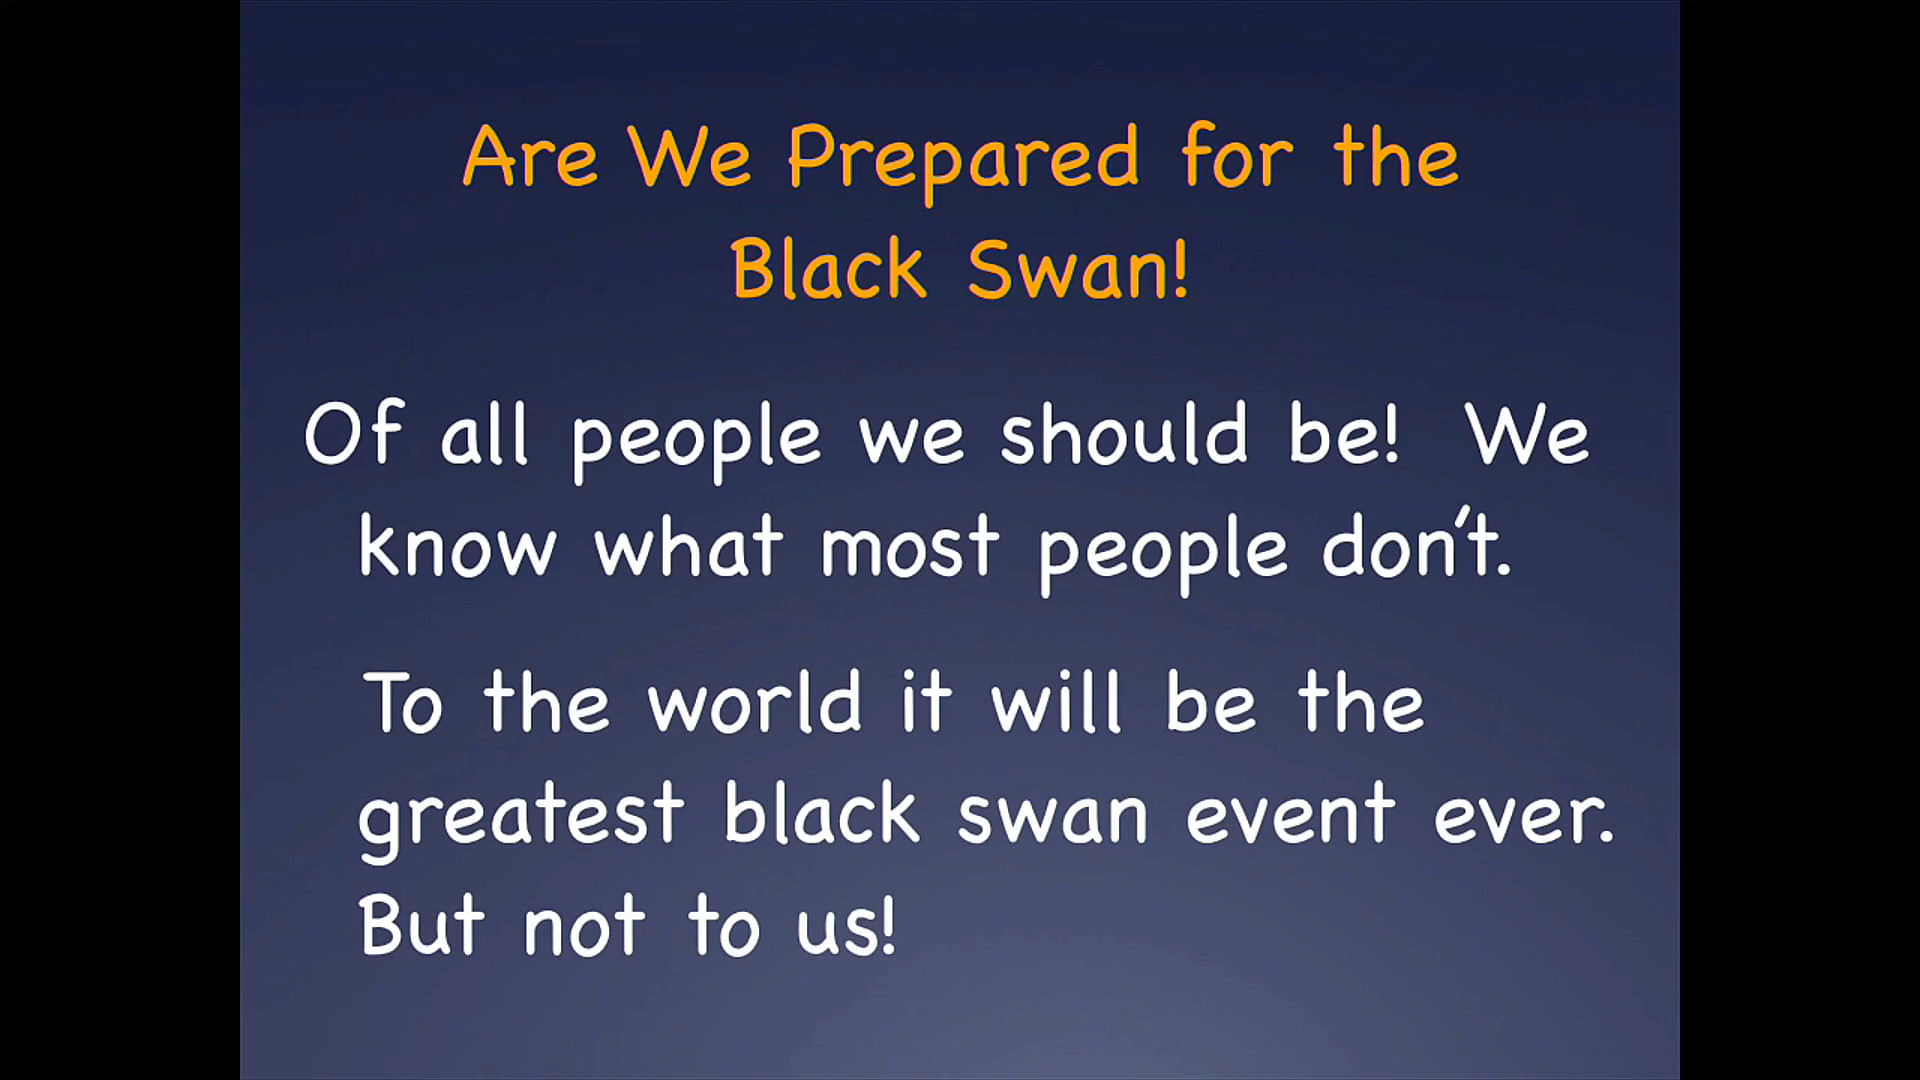 Are We Prepared for the
Black Swan!
Of all people we should be!  We
know what most people don't.
To the world it will be the
greatest black swan event ever.
But not to us!